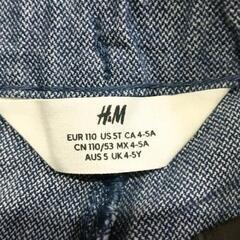 H&M
EUR 110 US 5T CA 4-5A
CN 110/53 MX 4-5A
AUS 5 UK 4-5Y